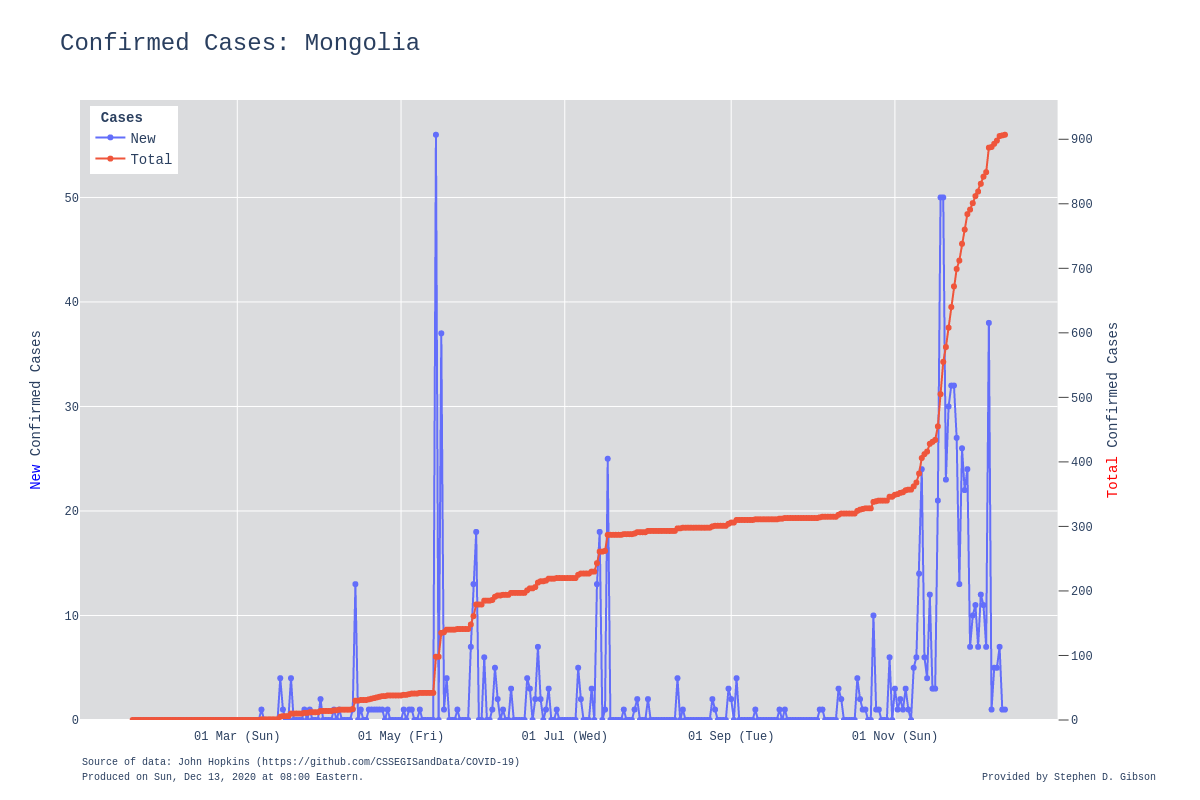 Confirmed Cases: Mongolia
Cases
New
Total
50
40
30
20
10
0
900
800
700
600
500
400
300
200
100
0
New Confirmed Cases
Total Confirmed Cases
01 Mar (Sun) 01 May (Fri) 01 Jul (Wed) 01 Sep (Tue) 01 Nov (Sun)
Source of data: John Hopkins (https://github.com/CSSEGISandData/COVID-19)
Produced on Sun, Dec 13, 2020 at 08:00 Eastern.
Provided by Stephen D. Gibson